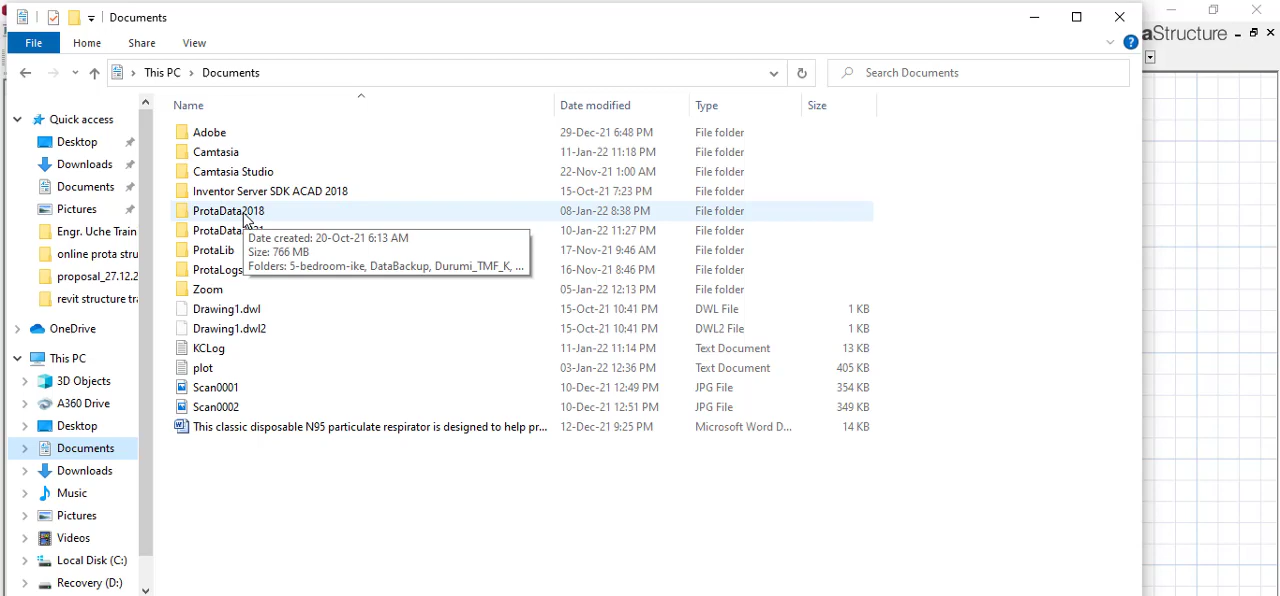 Documents
aStructure
File Home Share View
This PC Documents Search Documents
Name Date modified Type Size
Quick access
Desktop
Downloads
Documents
Pictures
Engr. Uche Train
online prota stru
proposal_27.12.2
revit structure tra
OneDrive
This PC
3D Objects
A360 Drive
Desktop
Documents
Downloads
Music
Pictures
Videos
Local Disk (C:)
Recovery (D:)
Adobe 29-Dec-21 6:48 PM File folder
Camtasia 11-Jan-22 11:18 PM File folder
Camtasia Studio 22-Nov-21 1:00 AM File folder
Inventor Server SDK ACAD 2018 15-Oct-21 7:23 PM File folder
ProtaData2018 08-Jan-22 8:38 PM File folder
10-Jan-22 11:27 PM File folder
ProtaLib 17-Nov-21 9:46 AM File folder
ProtaLogs 16-Nov-21 8:46 PM File folder
Date created: 20-Oct-21 6:13 AM
Size: 766 MB
Folders: 5-bedroom-ike, DataBackup, Durumi_TMF_K, ...
Zoom 05-Jan-22 12:13 PM File folder
Drawing1.dwl 15-Oct-21 10:41 PM DWL File 1 KB
Drawing1.dwl2 15-Oct-21 10:41 PM DWL2 File 1 KB
KCLog 11-Jan-22 11:14 PM Text Document 13 KB
plot 03-Jan-22 12:36 PM Text Document 405 KB
Scan0001 10-Dec-21 12:49 PM JPG File 354 KB
Scan0002 10-Dec-21 12:51 PM JPG File 349 KB
This classic disposable N95 particulate respirator is designed to help pr... 12-Dec-21 9:25 PM Microsoft Word D... 14 KB